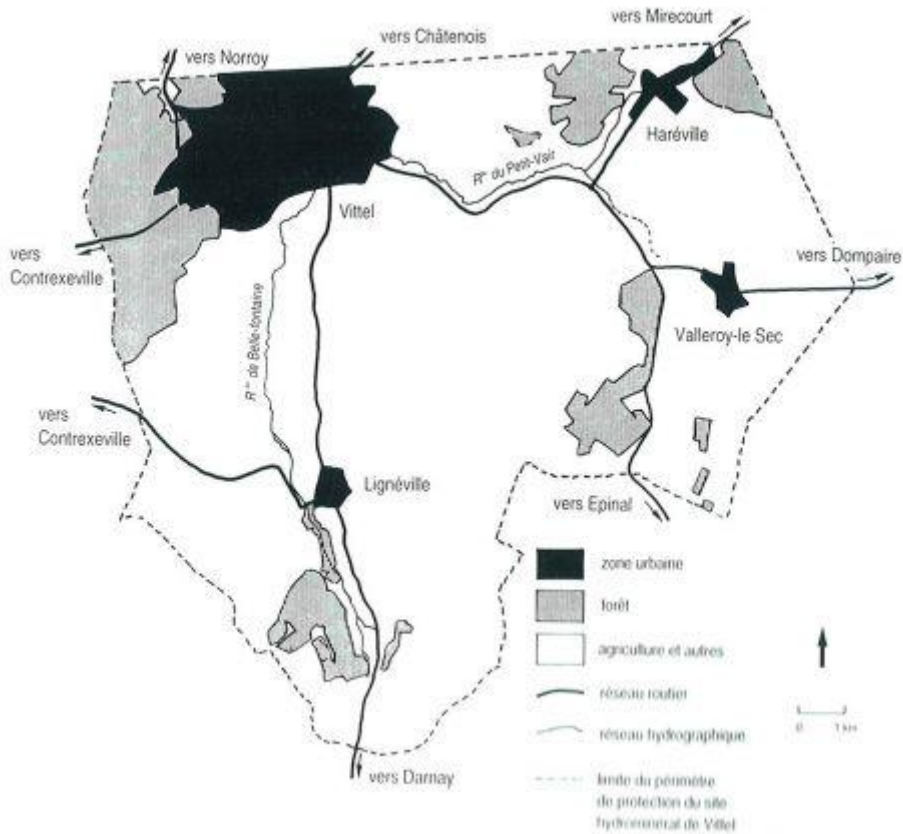 vers Mirecourt
vers Norroy
vers Châtenois
Haréville
R^au du Petit-Vair
Vittel
vers
Contrexeville
vers Dompaire
R^au de Belle-fontaine
Valleroy-le Sec
vers
Contrexeville
Lignéville
vers Epinal
zone urbaine
forêt
agriculture et autres
réseau routier
réseau hydrographique
0 1 km
limite du périmètre
de protection du site
hydrominéral de Vittel
vers Darnay